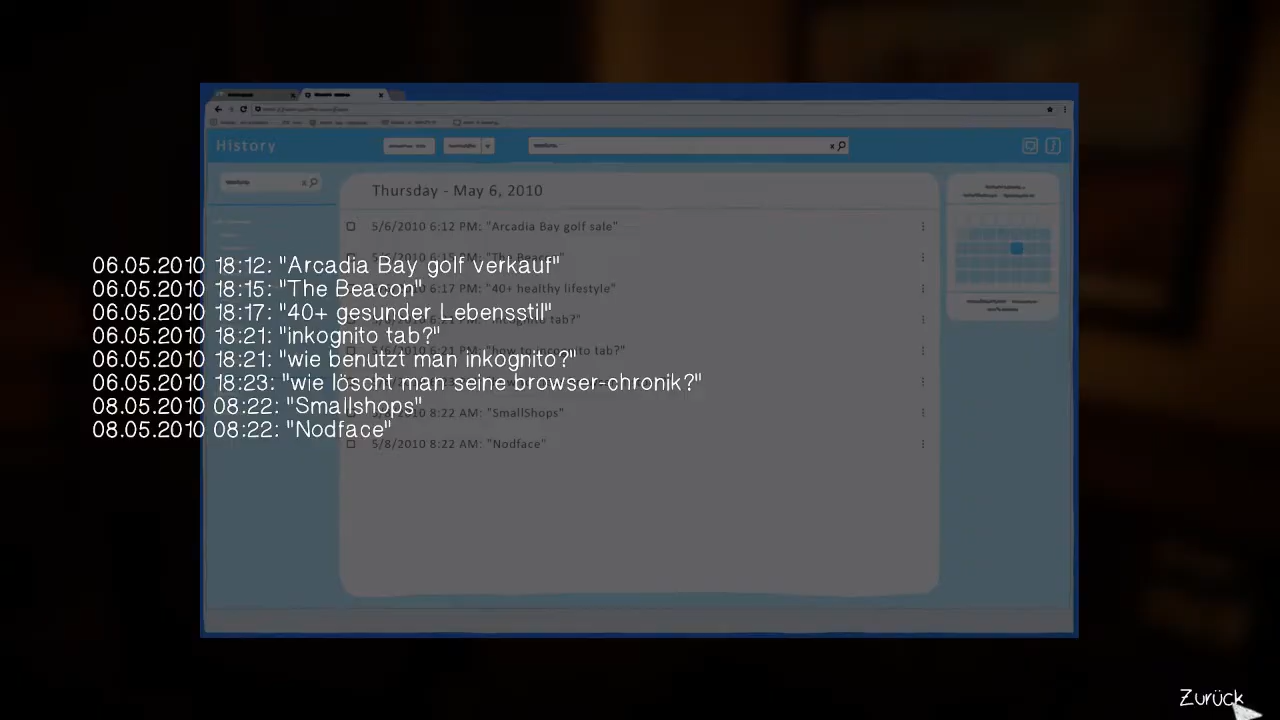 History
Thursday - May 6, 2010
5/6/2010 6:12 PM: "Arcadia Bay golf sale"
06.05.2010 18:12: "Arcadia Bay golf verkauf"
06.05.2010 18:15: "The Beacon"
06.05.2010 18:17: "40+ gesunder Lebensstil"
06.05.2010 18:21: "inkognito tab?"
06.05.2010 18:21: "wie benutzt man inkognito?"
06.05.2010 18:23: "wie löscht man seine browser-chronik?"
08.05.2010 08:22: "Smallshops"
08.05.2010 08:22: "Nodface"
6:17 PM: "40+ healthy lifestyle"
5/6/2010 6:21 PM: "how to incognito tab?"
5/8/2010 8:22 AM: "SmallShops"
5/8/2010 8:22 AM: "Nodface"
Zurück